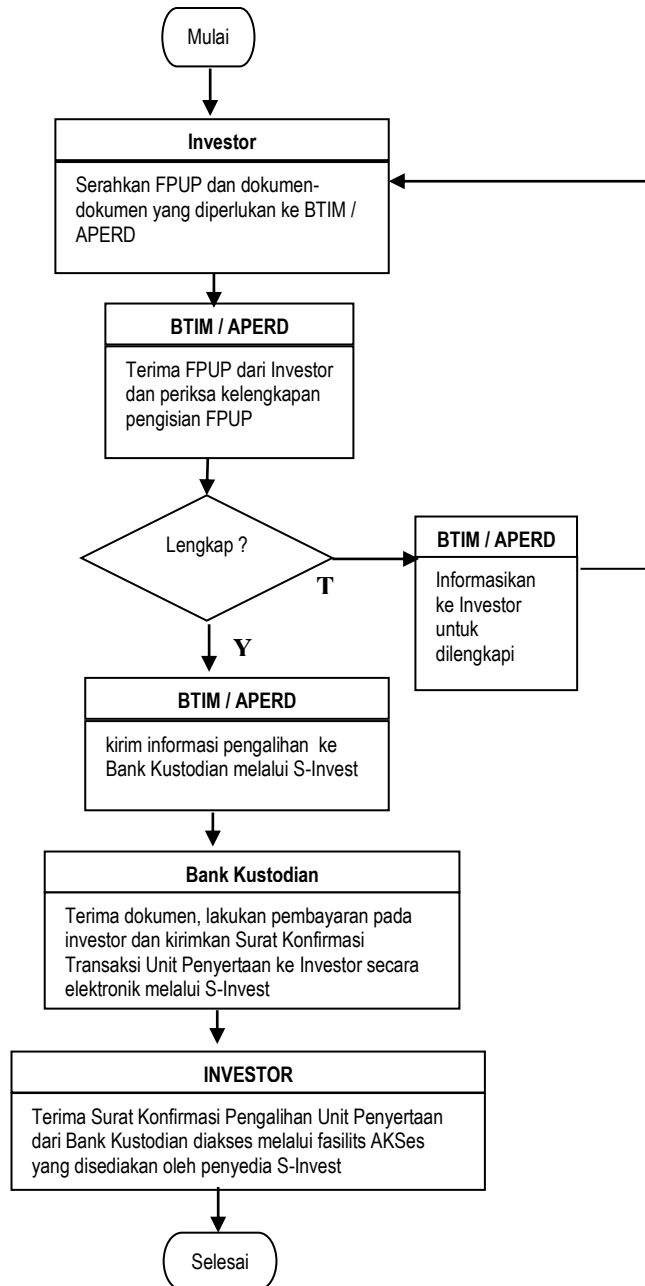 Mulai
Investor
Serahkan FPUP dan dokumen-
dokumen yang diperlukan ke BTIM /
APERD
BTIM / APERD
Terima FPUP dari Investor
dan periksa kelengkapan
pengisian FPUP
Lengkap ?
T
BTIM / APERD
Informasikan
ke Investor
untuk
dilengkapi
Y
BTIM / APERD
kirim informasi pengalihan ke
Bank Kustodian melalui S-Invest
Bank Kustodian
Terima dokumen, lakukan pembayaran pada
investor dan kirimkan Surat Konfirmasi
Transaksi Unit Penyertaan ke Investor secara
elektronik melalui S-Invest
INVESTOR
Terima Surat Konfirmasi Pengalihan Unit Penyertaan
dari Bank Kustodian diakses melalui fasilits AKSes
yang disediakan oleh penyedia S-Invest
Selesai